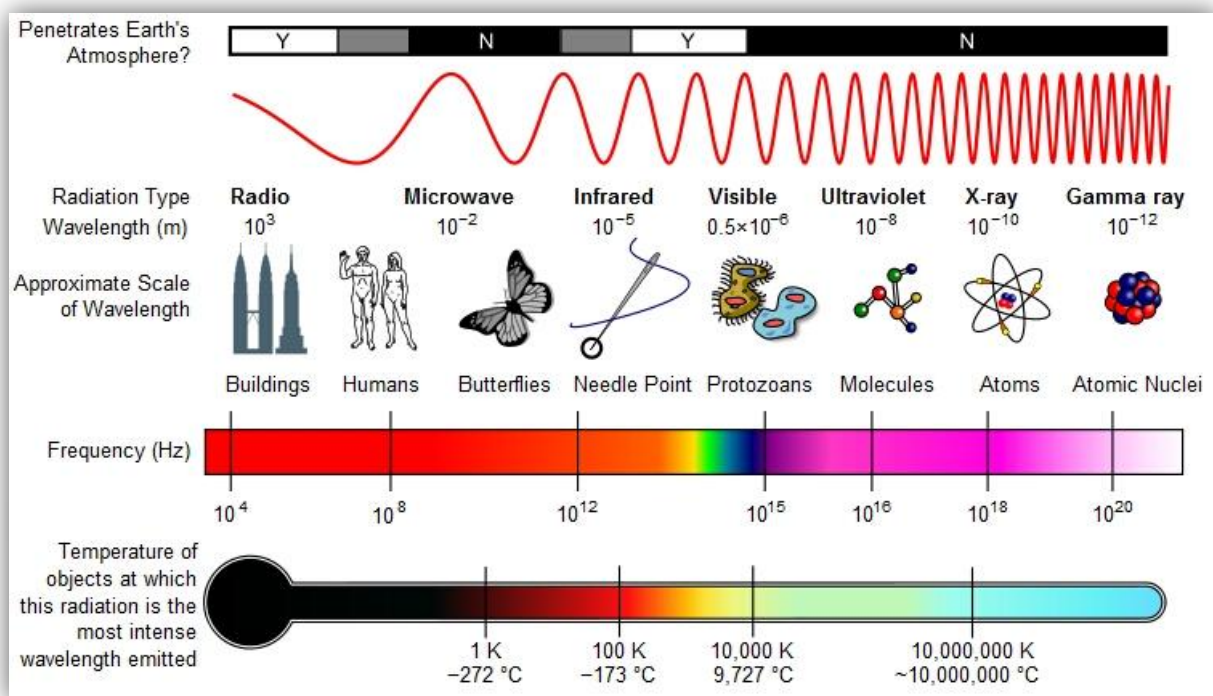 Penetrates Earth's
Atmosphere?
Y N Y N
Radiation Type
Radio Microwave Infrared Visible Ultraviolet X-ray Gamma ray
Wavelength (m)
10³ 10⁻² 10⁻⁵ 0.5×10⁻⁶ 10⁻⁸ 10⁻¹⁰ 10⁻¹²
Approximate Scale
of Wavelength
Buildings Humans Butterflies Needle Point Protozoans Molecules Atoms Atomic Nuclei
Frequency (Hz)
10⁴ 10⁸ 10¹² 10¹⁵ 10¹⁶ 10¹⁸ 10²⁰
Temperature of
objects at which
this radiation is the
most intense
wavelength emitted
1 K 100 K 10,000 K 10,000,000 K
−272 °C −173 °C 9,727 °C ~10,000,000 °C